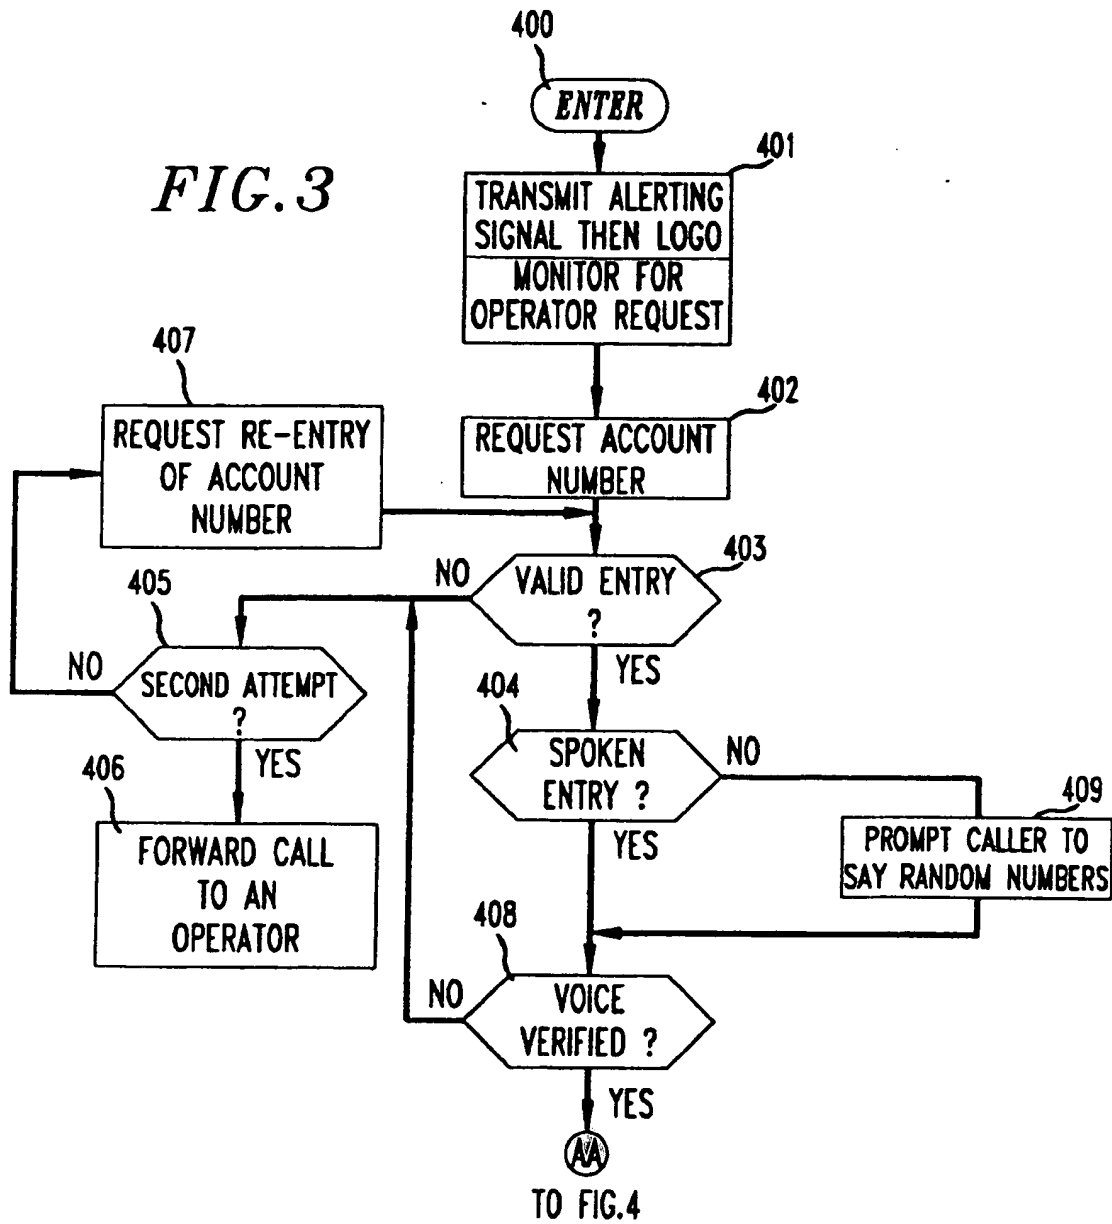 400
ENTER
FIG.3
401
TRANSMIT ALERTING
SIGNAL THEN LOGO
MONITOR FOR
OPERATOR REQUEST
407
REQUEST RE-ENTRY
OF ACCOUNT
NUMBER
402
REQUEST ACCOUNT
NUMBER
403
VALID ENTRY
?
NO
YES
405
SECOND ATTEMPT
?
NO
YES
404
SPOKEN
ENTRY ?
NO
YES
406
FORWARD CALL
TO AN
OPERATOR
409
PROMPT CALLER TO
SAY RANDOM NUMBERS
408
VOICE
VERIFIED ?
NO
YES
AA
TO FIG.4